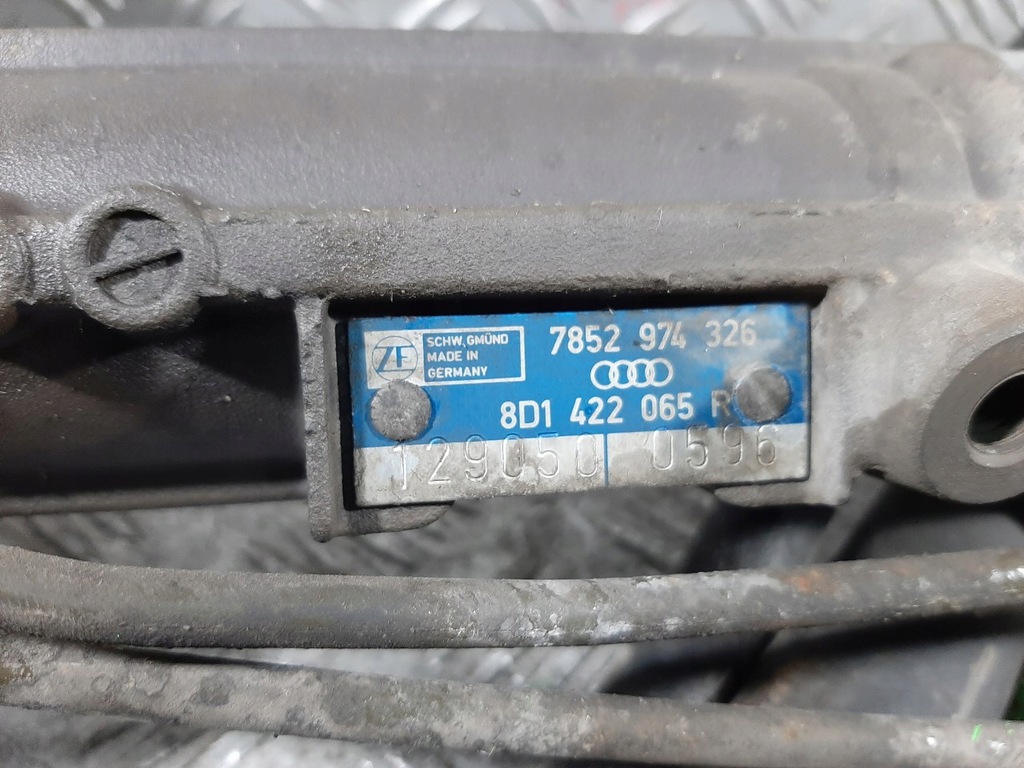 ZF
SCHW, GMÜND
MADE IN
GERMANY
7852 974 326
8D1 422 065 R
129050 0596